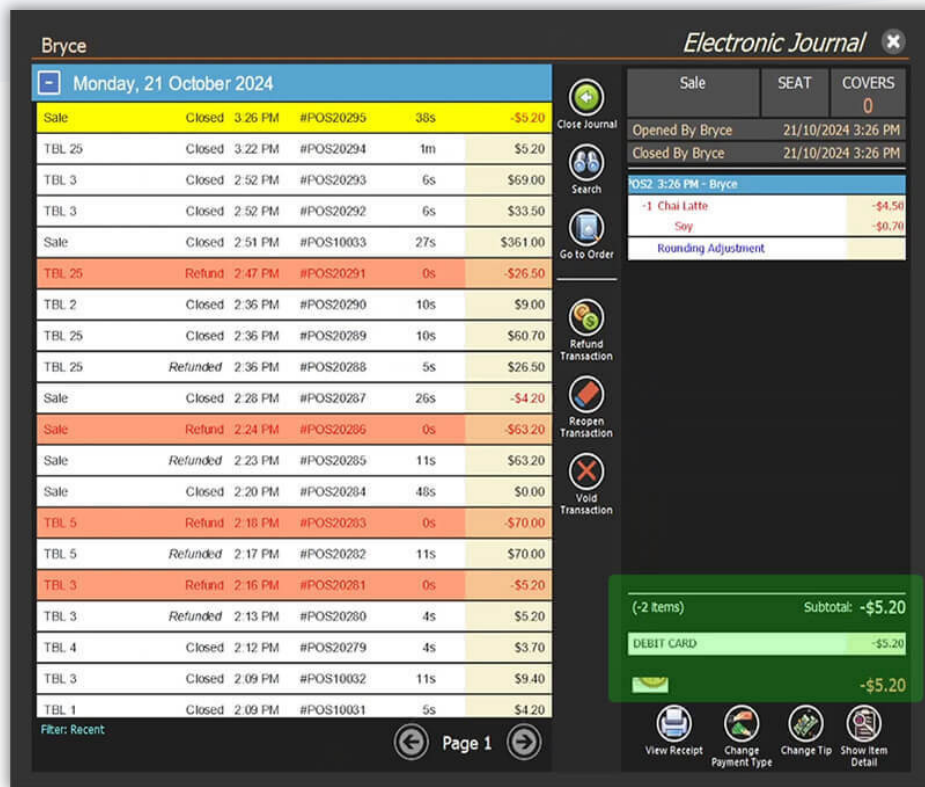 Bryce
Electronic Journal
Monday, 21 October 2024
Sale Closed 3:26 PM #POS20295 38s -$5.20
TBL 25 Closed 3:22 PM #POS20294 1m $5.20
TBL 3 Closed 2:52 PM #POS20293 6s $69.00
TBL 3 Closed 2:52 PM #POS20292 6s $33.50
Sale Closed 2:51 PM #POS10033 27s $361.00
TBL 25 Refund 2:47 PM #POS20291 0s -$26.50
TBL 2 Closed 2:36 PM #POS20290 10s $9.00
TBL 25 Closed 2:36 PM #POS20289 10s $60.70
TBL 25 Refunded 2:36 PM #POS20288 5s $26.50
Sale Closed 2:28 PM #POS20287 26s -$4.20
Sale Refund 2:24 PM #POS20286 0s -$63.20
Sale Refunded 2:23 PM #POS20285 11s $63.20
Sale Closed 2:20 PM #POS20284 48s $0.00
TBL 5 Refund 2:18 PM #POS20283 0s -$70.00
TBL 5 Refunded 2:17 PM #POS20282 11s $70.00
TBL 3 Refund 2:16 PM #POS20281 0s -$5.20
TBL 3 Refunded 2:13 PM #POS20280 4s $5.20
TBL 4 Closed 2:12 PM #POS20279 4s $3.70
TBL 3 Closed 2:09 PM #POS10032 11s $9.40
TBL 1 Closed 2:09 PM #POS10031 5s $4.20
Filter: Recent
Page 1
Close Journal
Search
Go to Order
Refund
Transaction
Reopen
Transaction
Void
Transaction
Sale SEAT COVERS
0
Opened By Bryce 21/10/2024 3:26 PM
Closed By Bryce 21/10/2024 3:26 PM
POS2 3:26 PM - Bryce
-1 Chai Latte -$4.50
Soy -$0.70
Rounding Adjustment
(-2 items) Subtotal: -$5.20
DEBIT CARD -$5.20
-$5.20
View Receipt
Change
Payment Type
Change Tip
Show Item
Detail